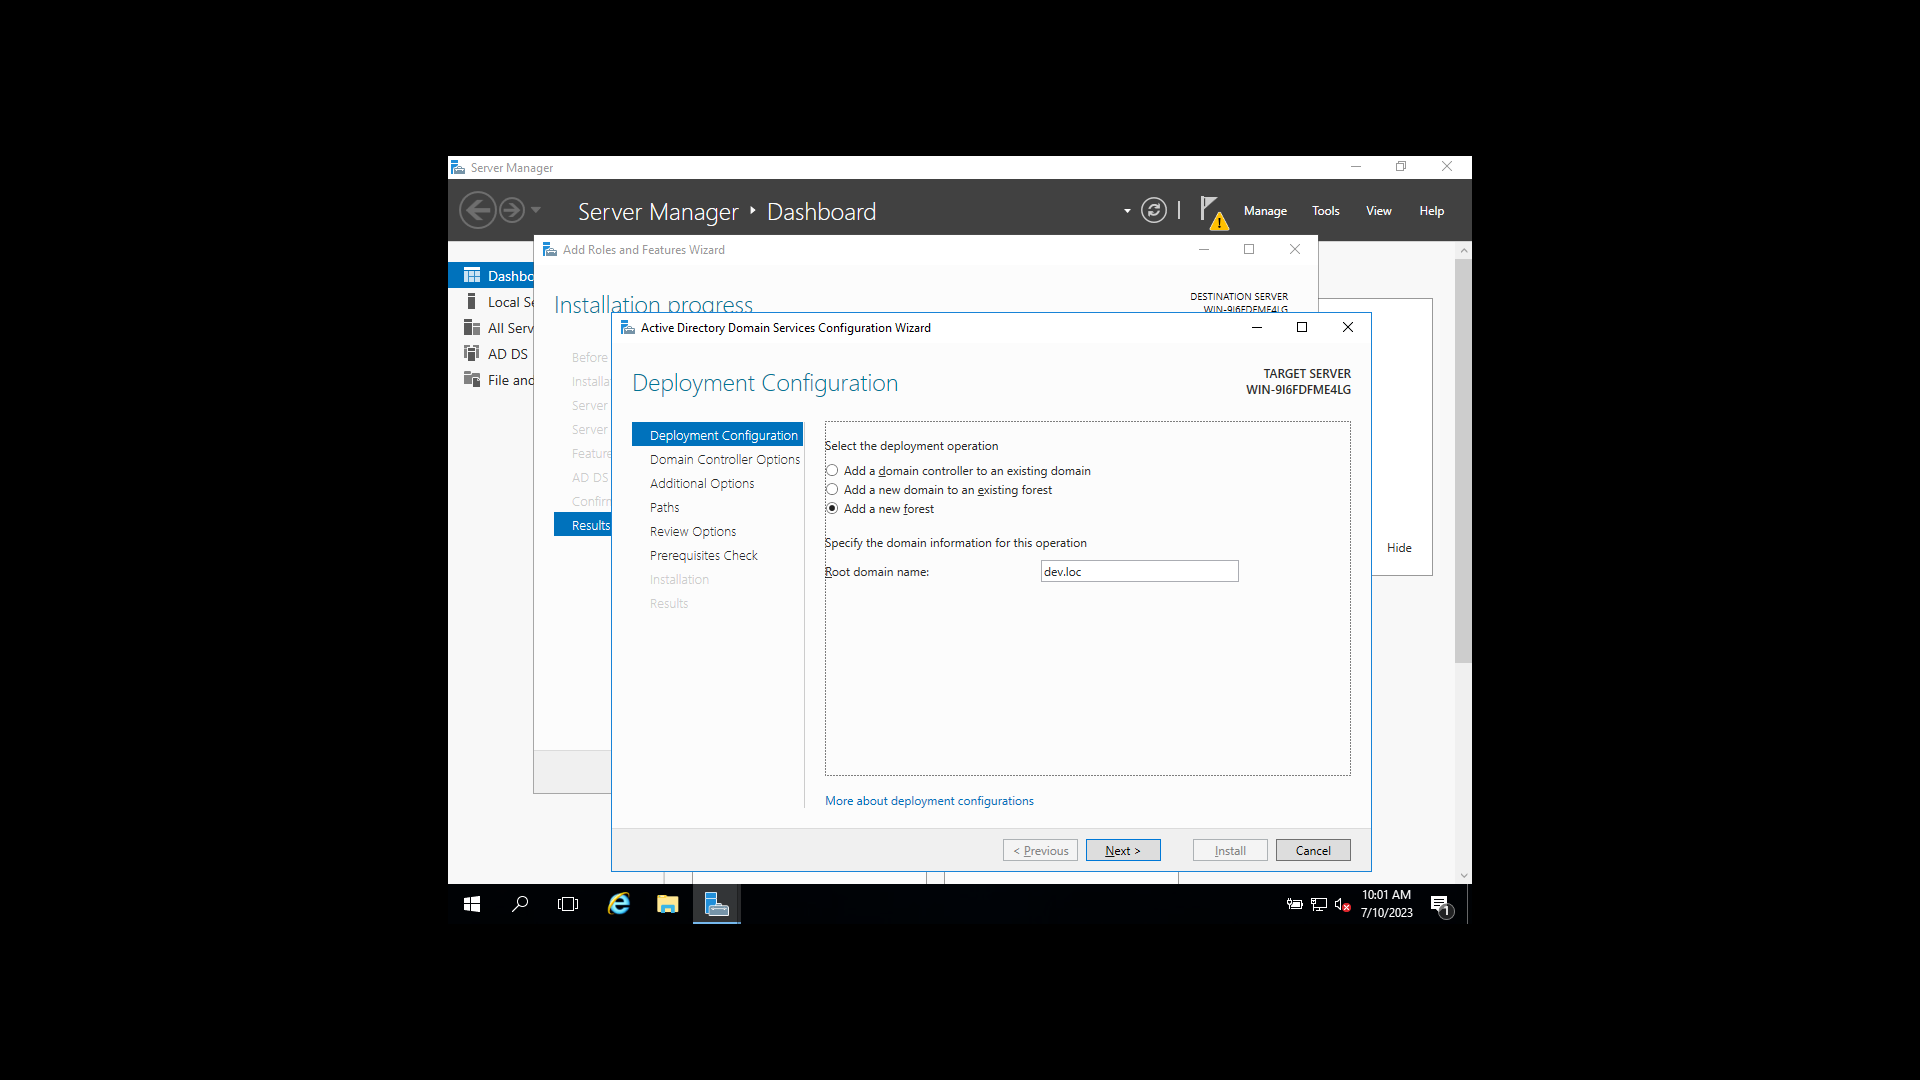 Server Manager
Server Manager
Dashboard
Manage
Tools
View
Help
Add Roles and Features Wizard
Dashbo
Local Se
All Serv
AD DS
File and
Installation progress
DESTINATION SERVER
WIN-9I6FDFME4LG
Before
Installa
Server
Server
Feature
AD DS
Confirm
Results
Active Directory Domain Services Configuration Wizard
Deployment Configuration
TARGET SERVER
WIN-9I6FDFME4LG
Deployment Configuration
Domain Controller Options
Additional Options
Paths
Review Options
Prerequisites Check
Installation
Results
Select the deployment operation
Add a domain controller to an existing domain
Add a new domain to an existing forest
Add a new forest
Specify the domain information for this operation
Root domain name:
dev.loc
More about deployment configurations
< Previous
Next >
Install
Cancel
Hide
10:01 AM
7/10/2023
1